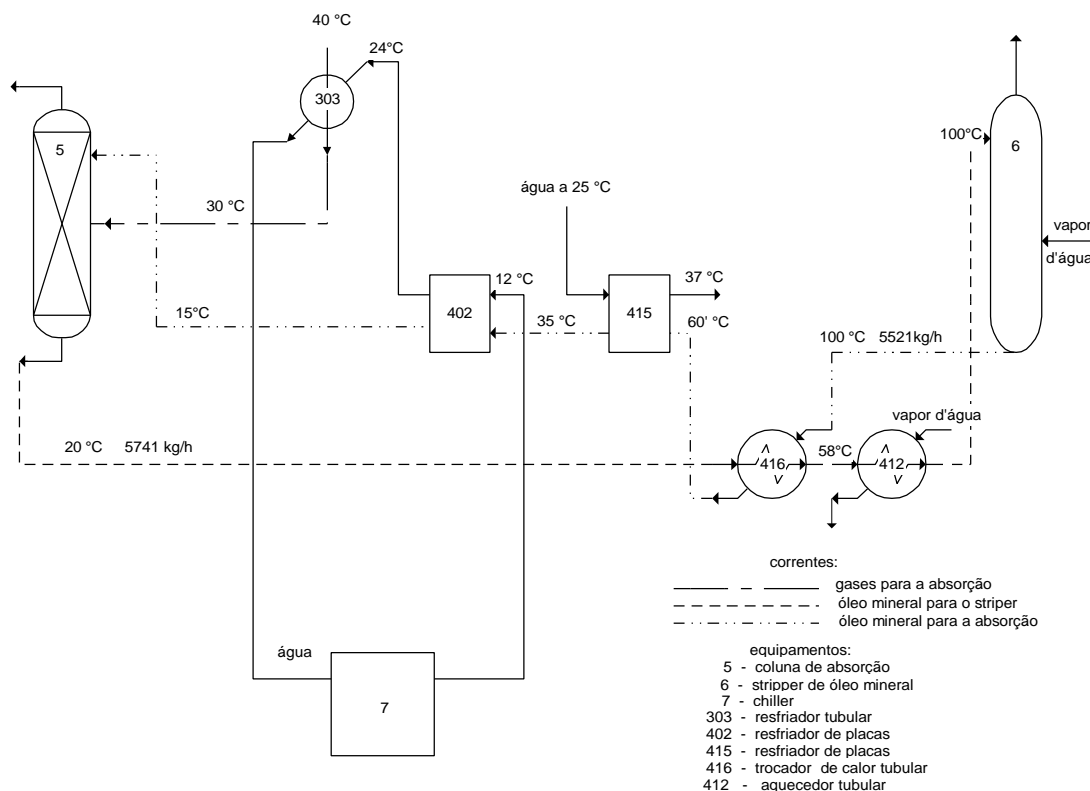 40 °C
24°C
303
5
100°C
6
água a 25 °C
30 °C
vapor
d'água
12 °C
37 °C
402
415
15°C
35 °C
60' °C
100 °C 5521kg/h
vapor d'água
20 °C 5741 kg/h
416
58°C
412
correntes:
gases para a absorção
óleo mineral para o striper
óleo mineral para a absorção
água
7
equipamentos:
5 - coluna de absorção
6 - stripper de óleo mineral
7 - chiller
303 - resfriador tubular
402 - resfriador de placas
415 - resfriador de placas
416 - trocador de calor tubular
412 - aquecedor tubular